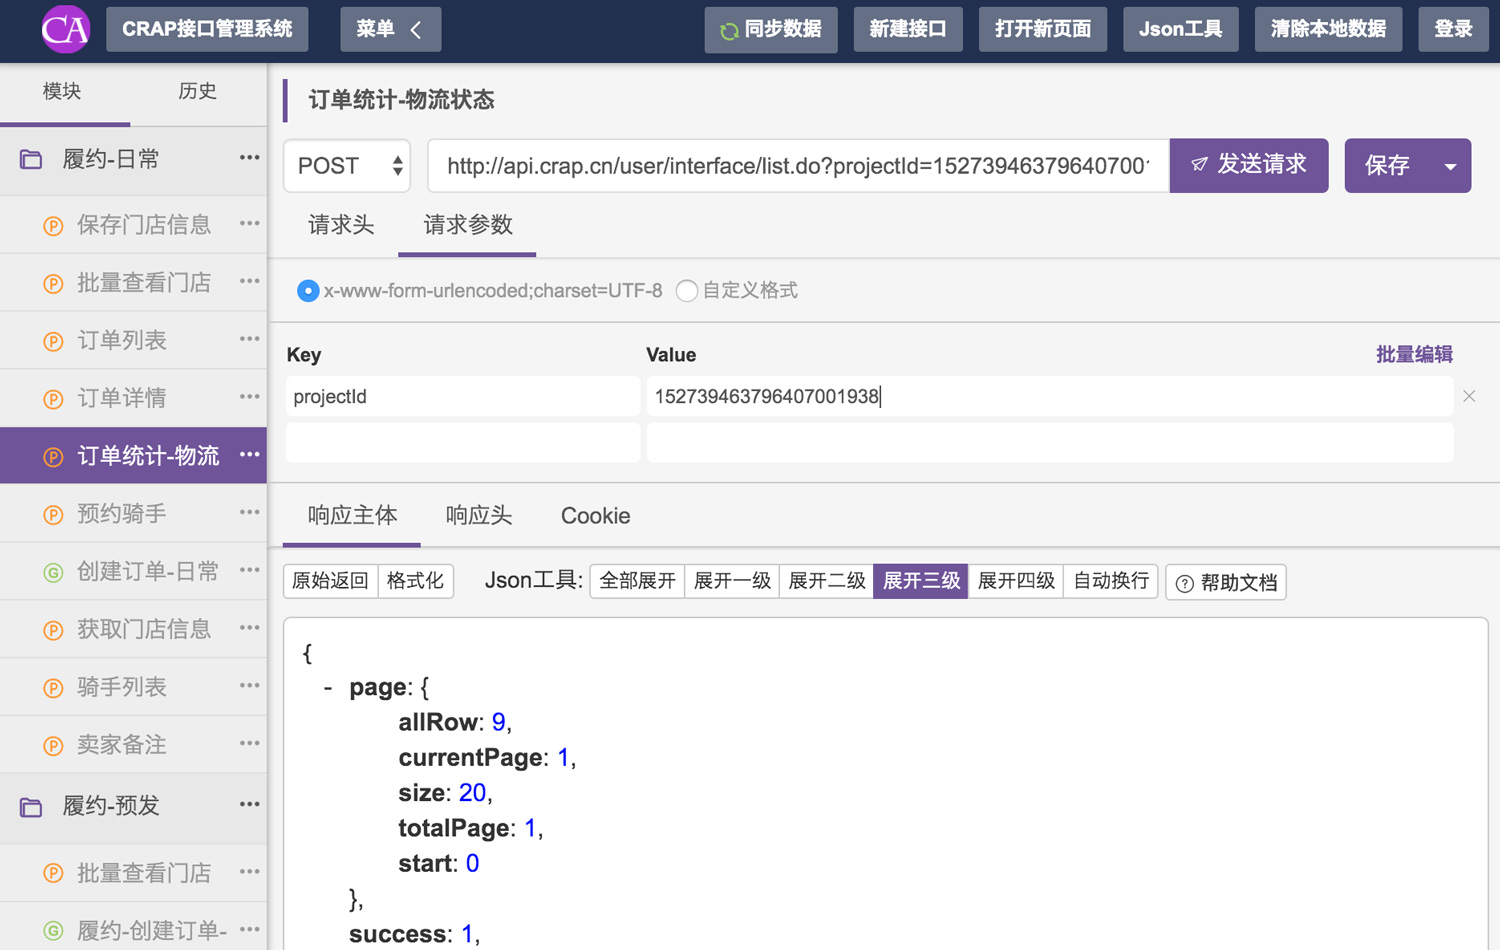 CA CRAP接口管理系统 菜单 同步数据 新建接口 打开新页面 Json工具 清除本地数据 登录
模块 历史
履约-日常
P 保存门店信息
P 批量查看门店
P 订单列表
P 订单详情
P 订单统计-物流
P 预约骑手
G 创建订单-日常
P 获取门店信息
P 骑手列表
P 卖家备注
履约-预发
P 批量查看门店
G 履约-创建订单-
订单统计-物流状态
POST http://api.crap.cn/user/interface/list.do?projectId=15273946379640700 发送请求 保存
请求头 请求参数
x-www-form-urlencoded;charset=UTF-8 自定义格式
Key Value 批量编辑
projectId 152739463796407001938
响应主体 响应头 Cookie
原始返回 格式化 Json工具: 全部展开 展开一级 展开二级 展开三级 展开四级 自动换行 ? 帮助文档
{
- page: {
allRow: 9,
currentPage: 1,
size: 20,
totalPage: 1,
start: 0
},
success: 1,